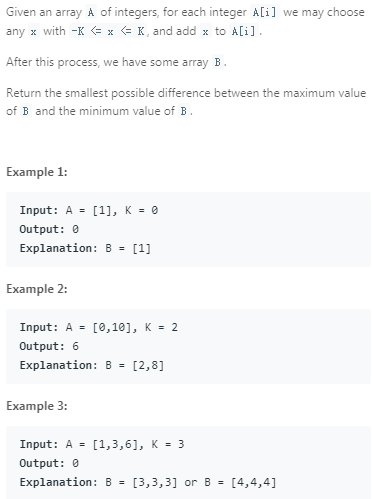 Given an array A of integers, for each integer A[i] we may choose
any x with -K <= x <= K, and add x to A[i].
After this process, we have some array B.
Return the smallest possible difference between the maximum value
of B and the minimum value of B.
Example 1:
Input: A = [1], K = 0
Output: 0
Explanation: B = [1]
Example 2:
Input: A = [0,10], K = 2
Output: 6
Explanation: B = [2,8]
Example 3:
Input: A = [1,3,6], K = 3
Output: 0
Explanation: B = [3,3,3] or B = [4,4,4]